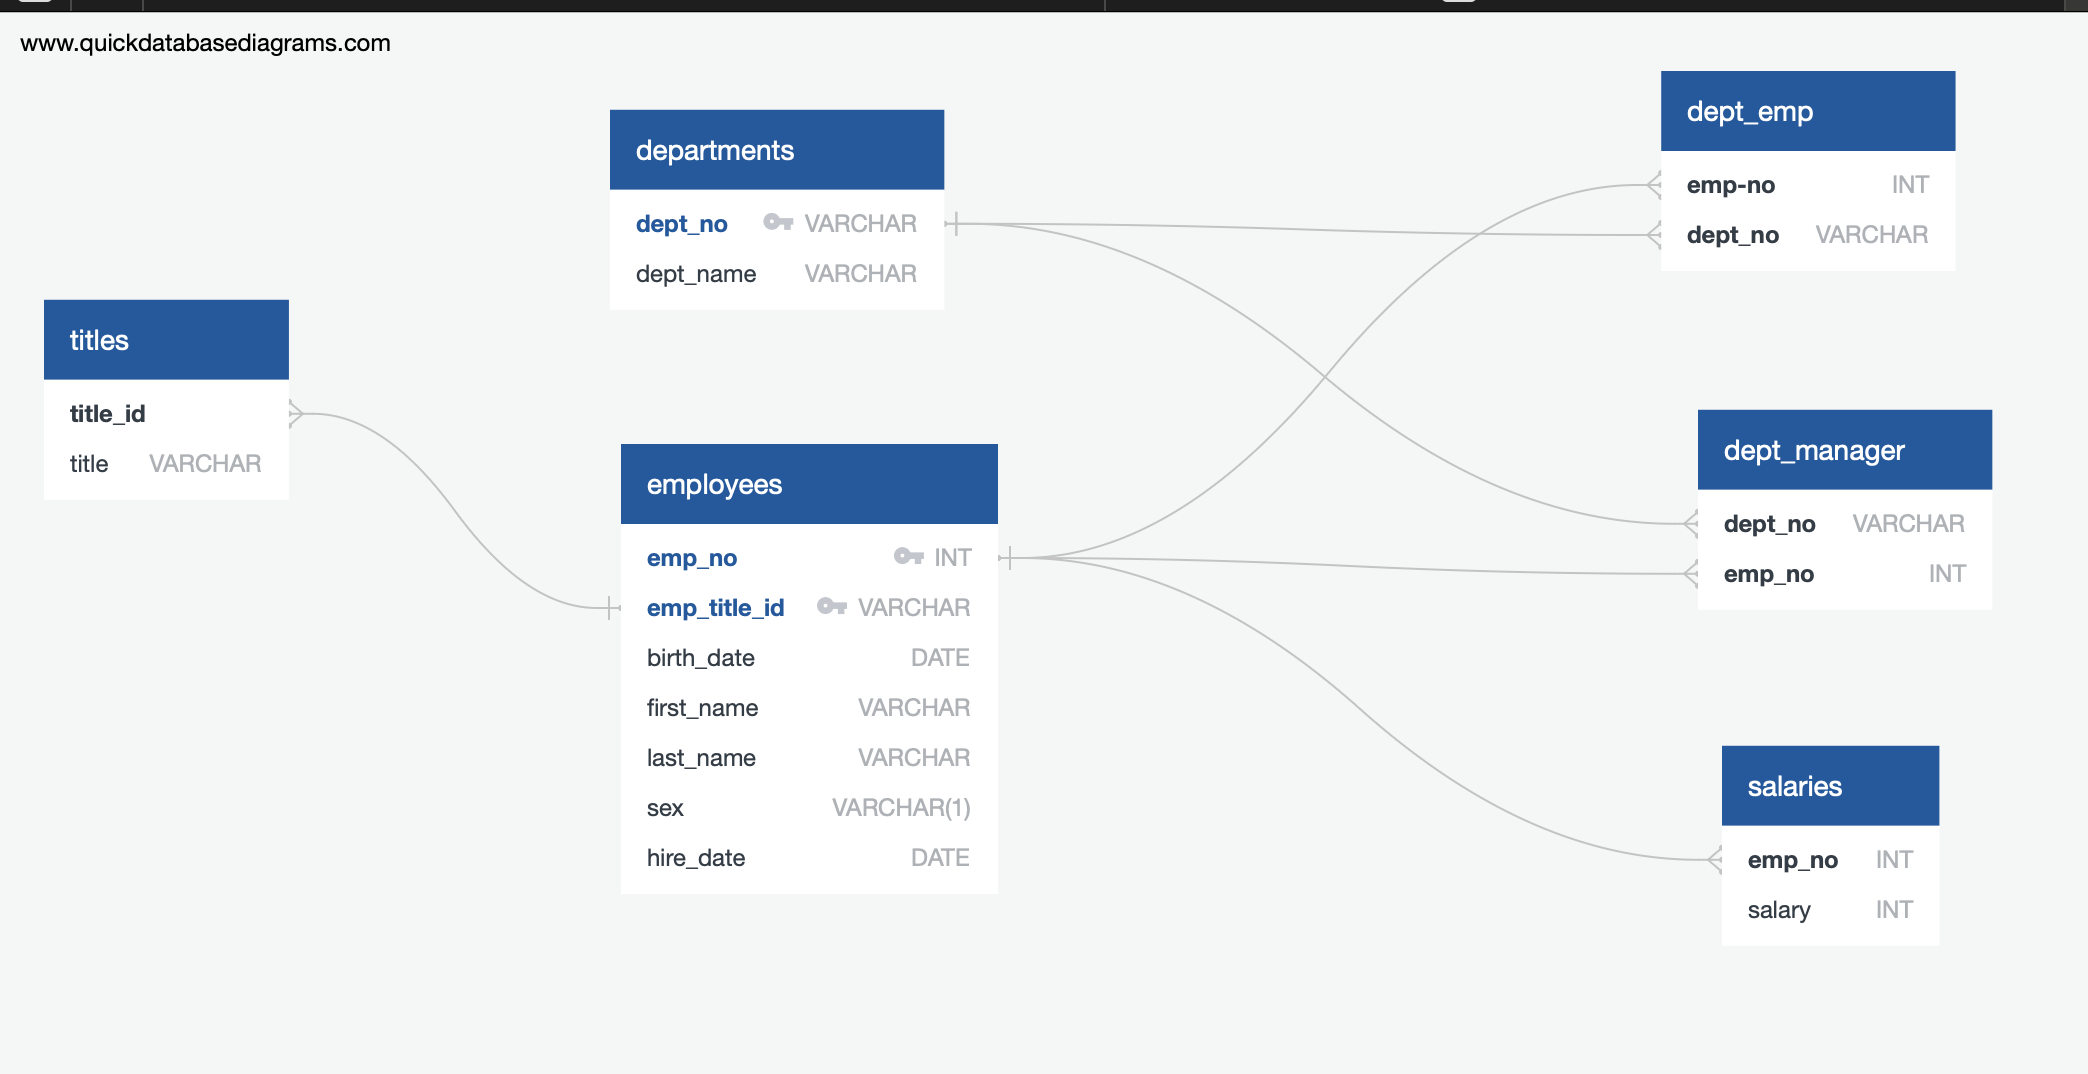 www.quickdatabasediagrams.com
departments
dept_no VARCHAR
dept_name VARCHAR
titles
title_id
title VARCHAR
employees
emp_no INT
emp_title_id VARCHAR
birth_date DATE
first_name VARCHAR
last_name VARCHAR
sex VARCHAR(1)
hire_date DATE
dept_emp
emp-no INT
dept_no VARCHAR
dept_manager
dept_no VARCHAR
emp_no INT
salaries
emp_no INT
salary INT